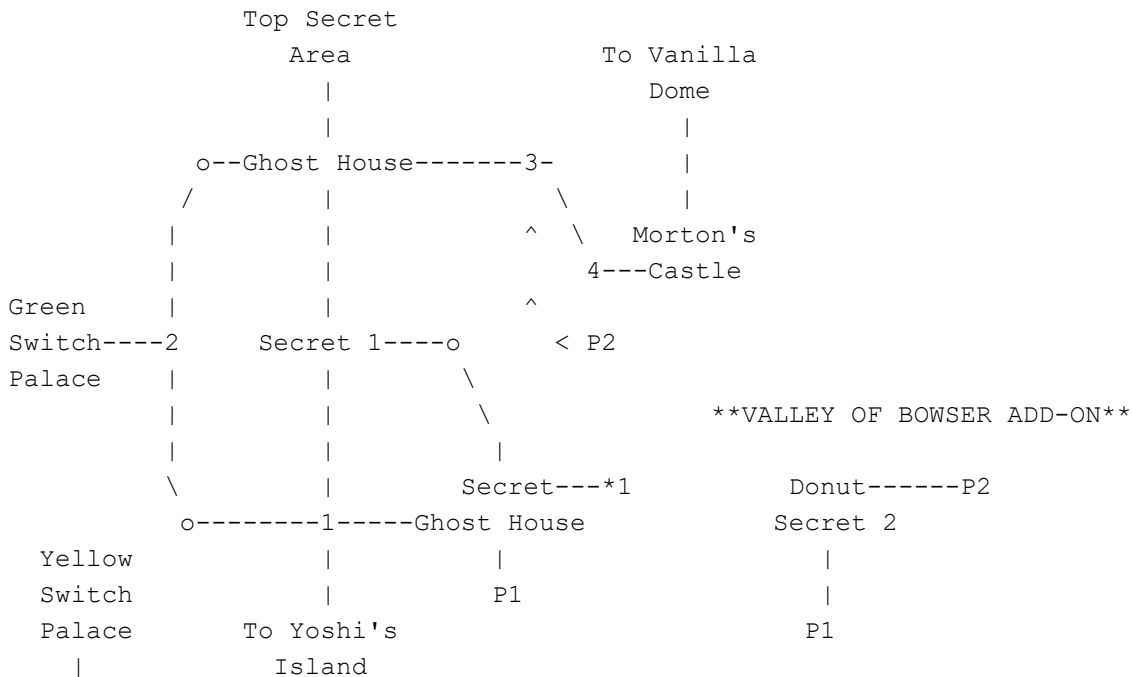 Top Secret
                  Area                To Vanilla
                    |                    Dome
                    |                      |
            o--Ghost House-------3-        |
           /        |              \       |
          |         |            ^  \   Morton's
          |         |                4---Castle
Green     |         |            ^
Switch----2     Secret 1----o      < P2
Palace    |         |        \
          |         |         \              **VALLEY OF BOWSER ADD-ON**
          |         |          |
          \         |        Secret---*1          Donut------P2
           o--------1-----Ghost House            Secret 2
  Yellow            |          |                    |
  Switch            |          P1                   |
  Palace       To Yoshi's                          P1
    |            Island